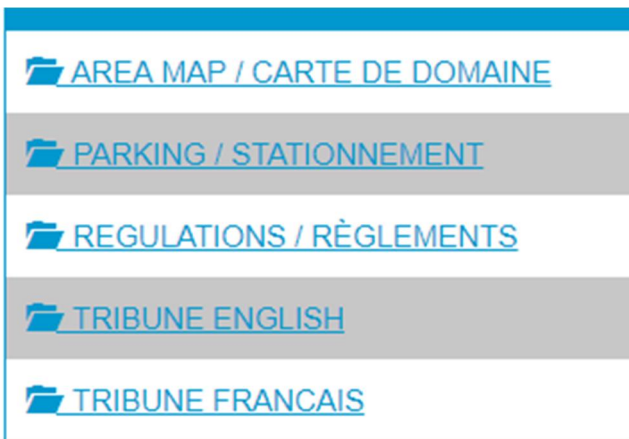 AREA MAP / CARTE DE DOMAINE
PARKING / STATIONNEMENT
REGULATIONS / RÈGLEMENTS
TRIBUNE ENGLISH
TRIBUNE FRANCAIS